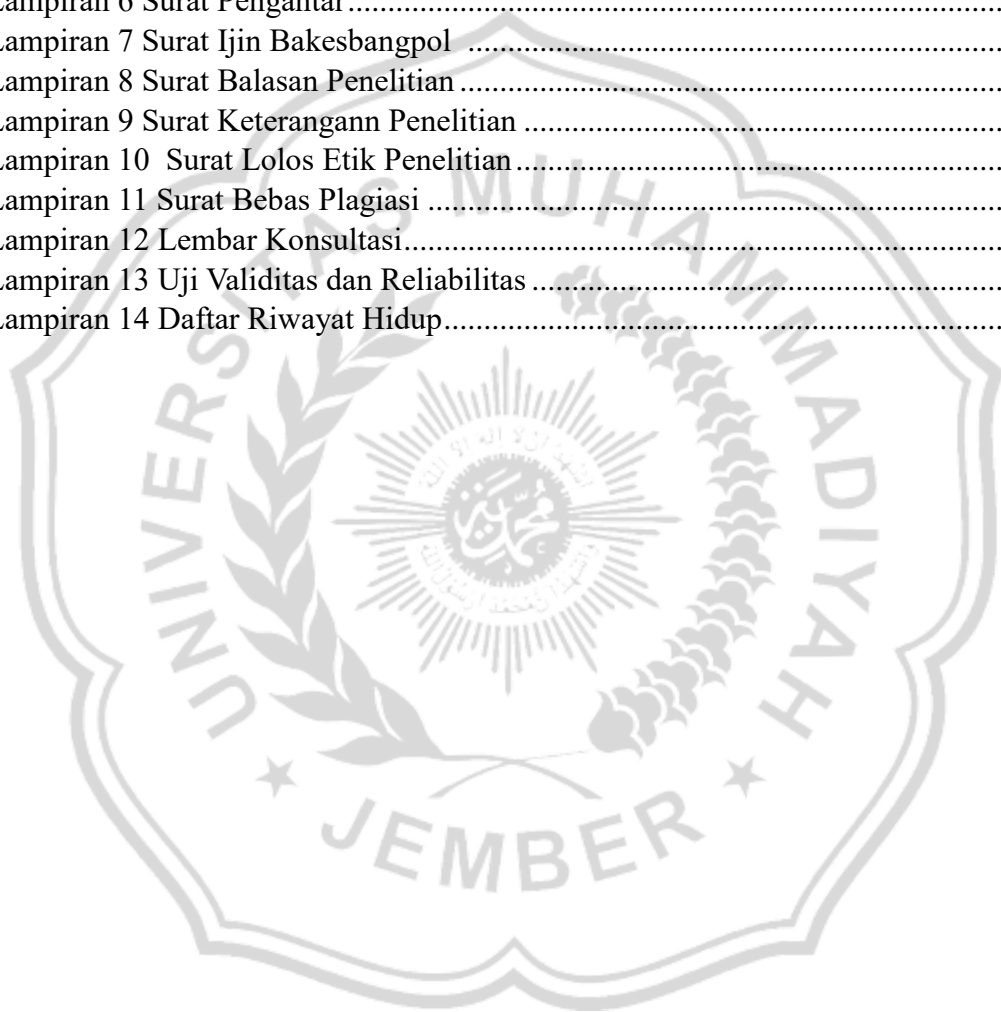 Lampiran 6 Surat Pengantar........................................................................................
Lampiran 7 Surat Ijin Bakesbangpol ........................................................................
Lampiran 8 Surat Balasan Penelitian ........................................................................
Lampiran 9 Surat Keterangann Penelitian ................................................................
Lampiran 10  Surat Lolos Etik Penelitian..................................................................
Lampiran 11 Surat Bebas Plagiasi .............................................................................
Lampiran 12 Lembar Konsultasi................................................................................
Lampiran 13 Uji Validitas dan Reliabilitas ...............................................................
Lampiran 14 Daftar Riwayat Hidup...........................................................................
UNIVERSITAS MUHAMMADIYAH
JEMBER